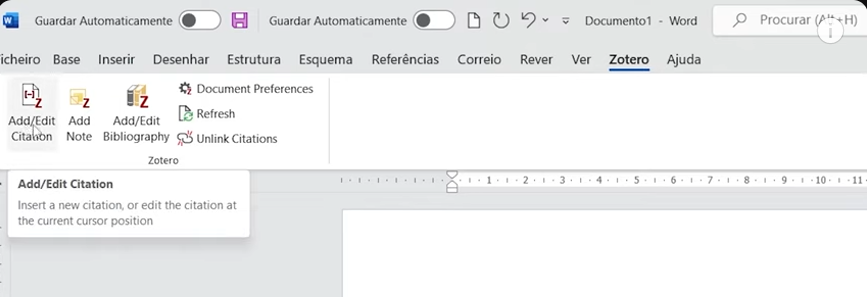 Guardar Automaticamente Guardar Automaticamente Documento1 - Word Procurar (Alt+H)
icheiro Base Inserir Desenhar Estrutura Esquema Referências Correio Rever Ver Zotero Ajuda
Add/Edit Citation
Add Note
Add/Edit Bibliography
Document Preferences
Refresh
Unlink Citations
Zotero
Add/Edit Citation
Insert a new citation, or edit the citation at
the current cursor position
1 2 3 4 5 6 7 8 9 10 11